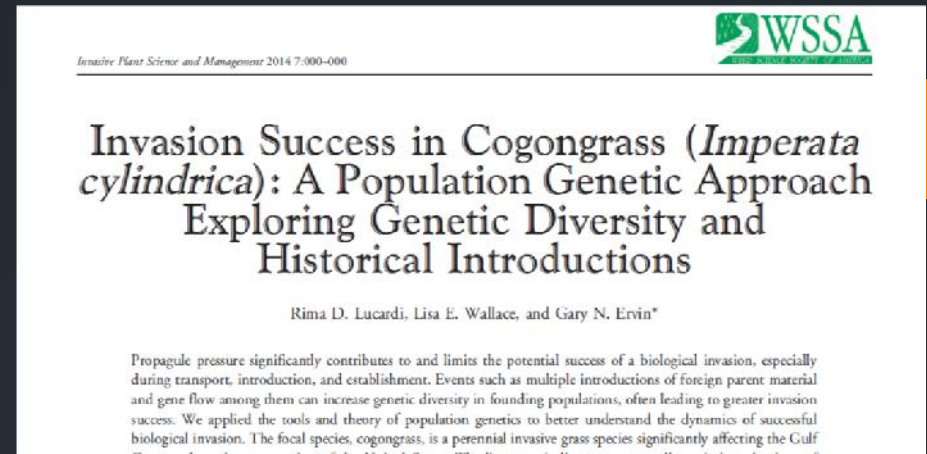 WSSA
WEED SCIENCE SOCIETY OF AMERICA
Invasive Plant Science and Management 2014 7:000–000
Invasion Success in Cogongrass (Imperata
cylindrica): A Population Genetic Approach
Exploring Genetic Diversity and
Historical Introductions
Rima D. Lucardi, Lisa E. Wallace, and Gary N. Ervin*
Propagule pressure significantly contributes to and limits the potential success of a biological invasion, especially
during transport, introduction, and establishment. Events such as multiple introductions of foreign parent material
and gene flow among them can increase genetic diversity in founding populations, often leading to greater invasion
success. We applied the tools and theory of population genetics to better understand the dynamics of successful
biological invasion. The focal species, cogongrass, is a perennial invasive grass species significantly affecting the Gulf